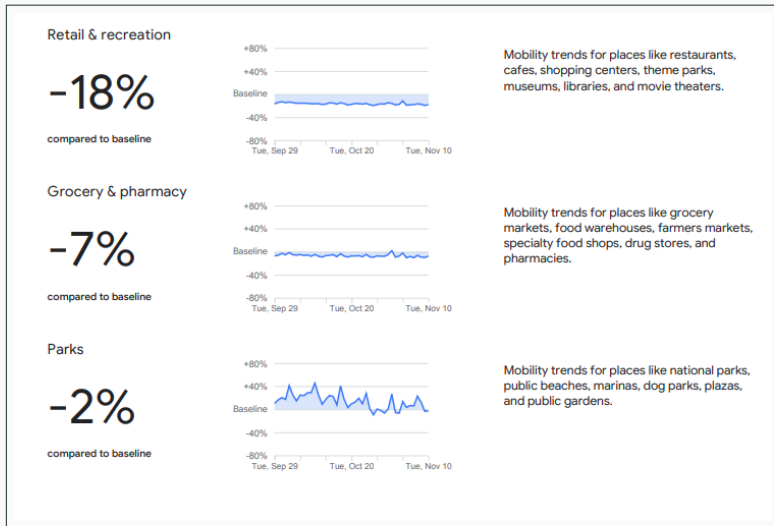 Retail & recreation
-18%
compared to baseline
+80%
+40%
Baseline
-40%
-80%
Tue, Sep 29
Tue, Oct 20
Tue, Nov 10
Mobility trends for places like restaurants,
cafes, shopping centers, theme parks,
museums, libraries, and movie theaters.
Grocery & pharmacy
-7%
compared to baseline
+80%
+40%
Baseline
-40%
-80%
Tue, Sep 29
Tue, Oct 20
Tue, Nov 10
Mobility trends for places like grocery
markets, food warehouses, farmers markets,
specialty food shops, drug stores, and
pharmacies.
Parks
-2%
compared to baseline
+80%
+40%
Baseline
-40%
-80%
Tue, Sep 29
Tue, Oct 20
Tue, Nov 10
Mobility trends for places like national parks,
public beaches, marinas, dog parks, plazas,
and public gardens.